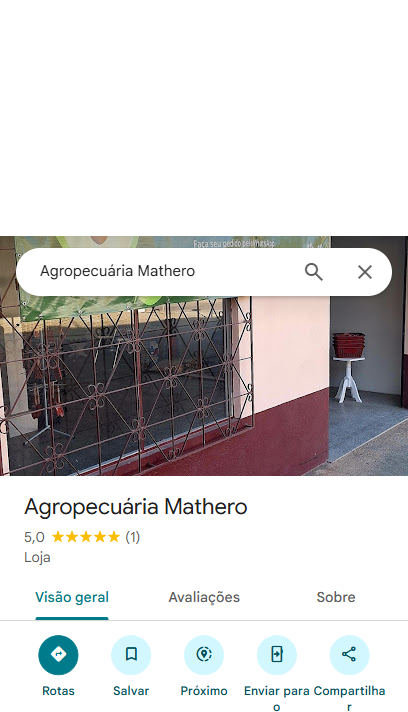 Faça seu pedido pelo WhatsApp
Agropecuária Mathero
Agropecuária Mathero
5,0 (1)
Loja
Visão geral Avaliações Sobre
Rotas Salvar Próximo Enviar para Compartilha
o r